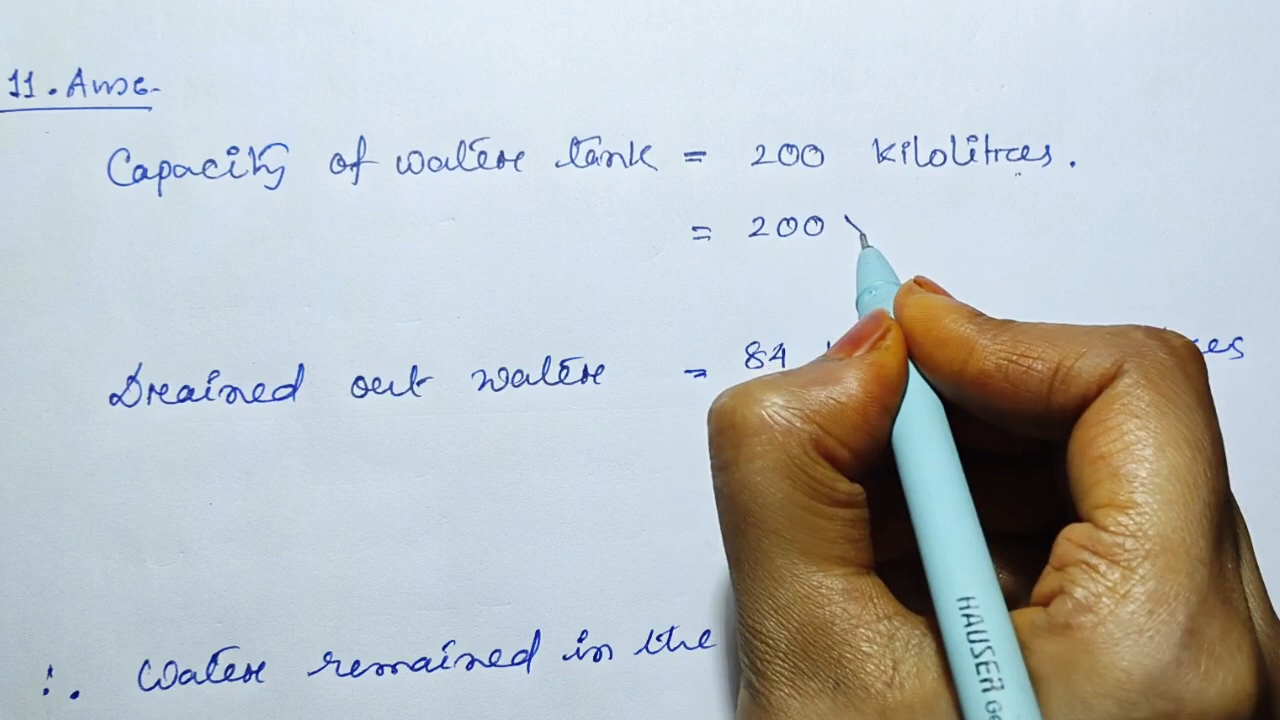 11. Ans.
Capacity of water tank = 200 kilolitres.
= 200
Drained out water = 84
∴ Water remained in the
HAUSER